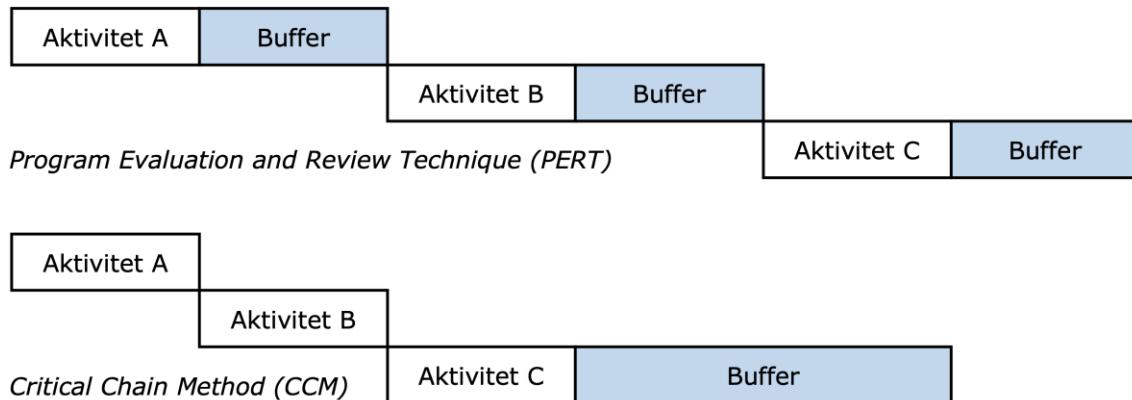 Aktivitet A Buffer
Aktivitet B Buffer
Aktivitet C Buffer
Program Evaluation and Review Technique (PERT)
Aktivitet A
Aktivitet B
Aktivitet C Buffer
Critical Chain Method (CCM)